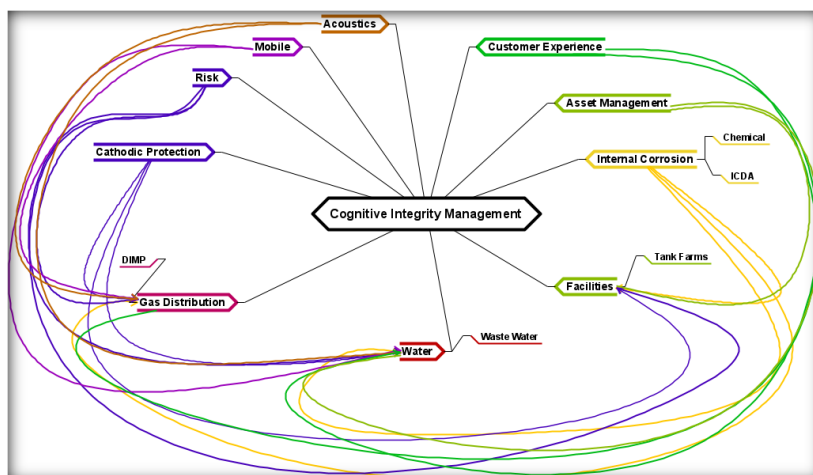 Acoustics
Mobile
Customer Experience
Risk
Asset Management
Chemical
Cathodic Protection
Internal Corrosion
ICDA
Cognitive Integrity Management
DIMP
Tank Farms
Facilities
Gas Distribution
Waste Water
Water